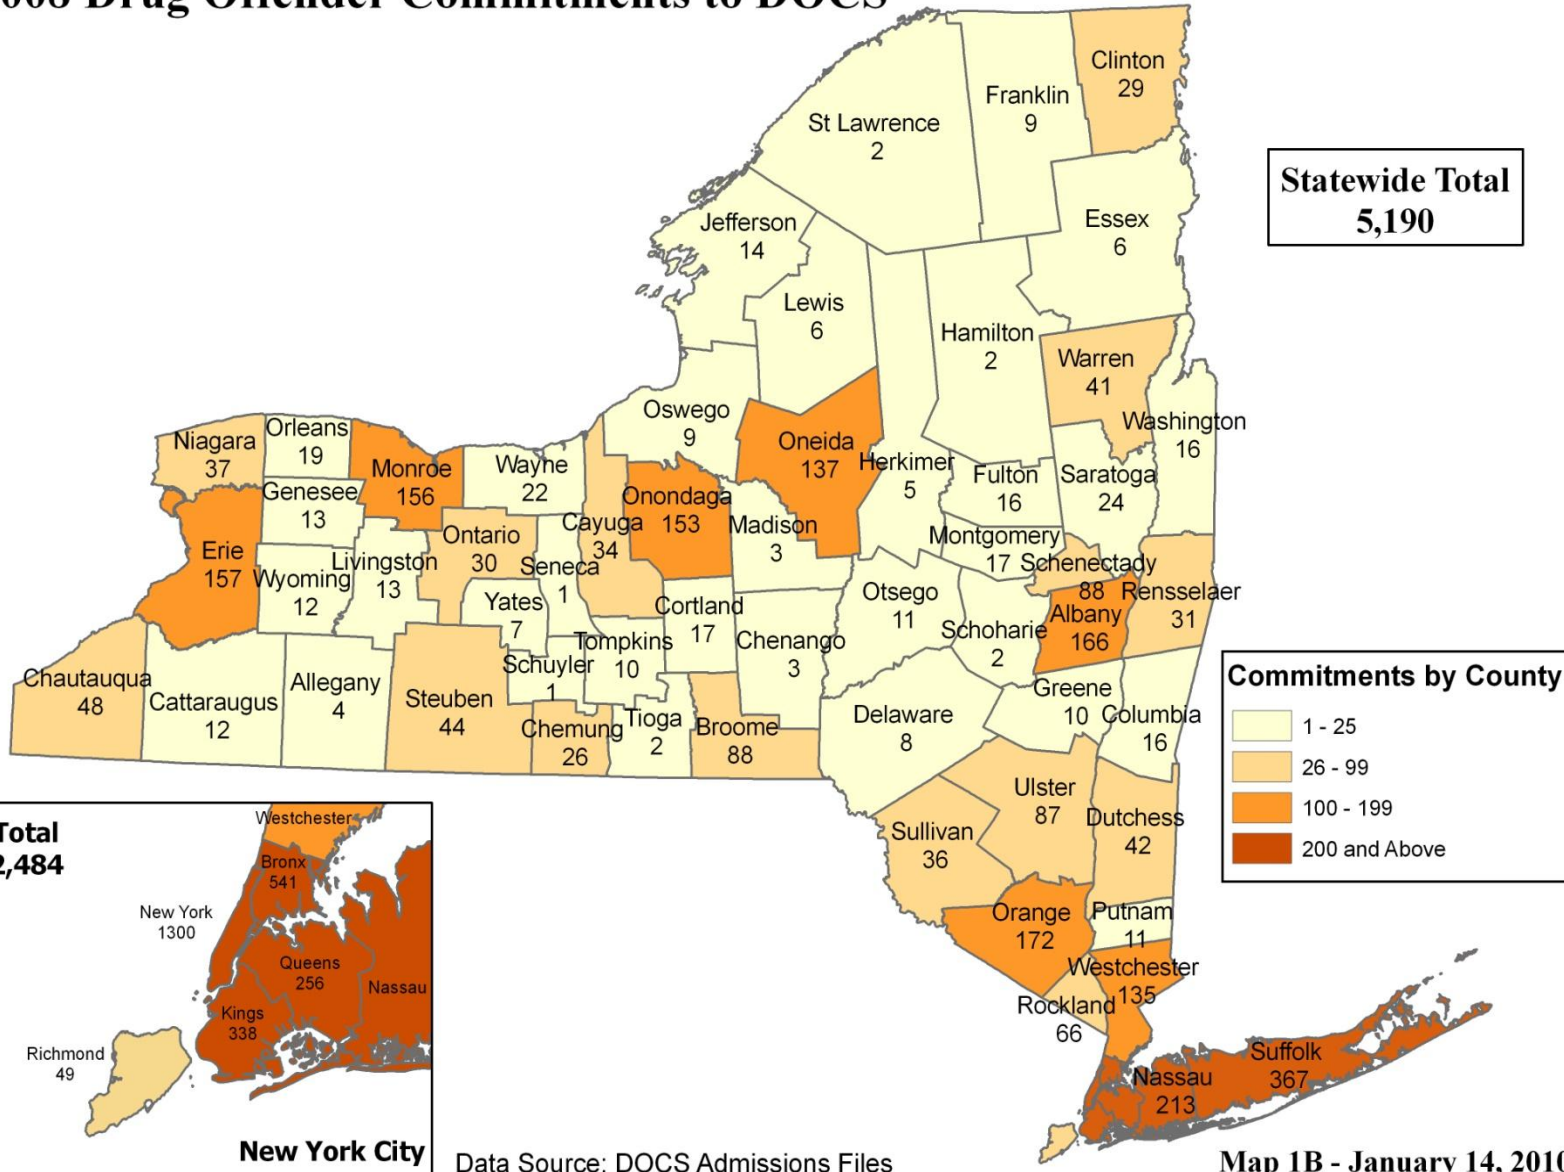 008 Drug Offender Commitments to DOCS
Clinton
29
Franklin
9
St Lawrence
2
Statewide Total
5,190
Essex
6
Jefferson
14
Lewis
6
Hamilton
2
Warren
41
Washington
16
Oswego
9
Oneida
137
Herkimer
5
Fulton
16
Saratoga
24
Niagara
37
Orleans
19
Monroe
156
Wayne
22
Genesee
13
Onondaga
153
Cayuga
34
Madison
3
Montgomery
17
Ontario
30
Seneca
1
Erie
157
Wyoming
12
Livingston
13
Yates
7
Schenectady
88
Rensselaer
31
Albany
166
Otsego
11
Schoharie
2
Cortland
17
Chenango
3
Tompkins
10
Schuyler
1
Chautauqua
48
Cattaraugus
12
Allegany
4
Steuben
44
Chemung
26
Tioga
2
Broome
88
Delaware
8
Greene
10
Columbia
16
Commitments by County
1 - 25
26 - 99
100 - 199
200 and Above
Ulster
87
Dutchess
42
Sullivan
36
Orange
172
Putnam
11
Westchester
135
Rockland
66
Nassau
213
Suffolk
367
Total
2,484
Westchester
Bronx
541
New York
1300
Queens
256
Nassau
Kings
338
Richmond
49
New York City
Data Source: DOCS Admissions Files
Map 1B - January 14, 2010